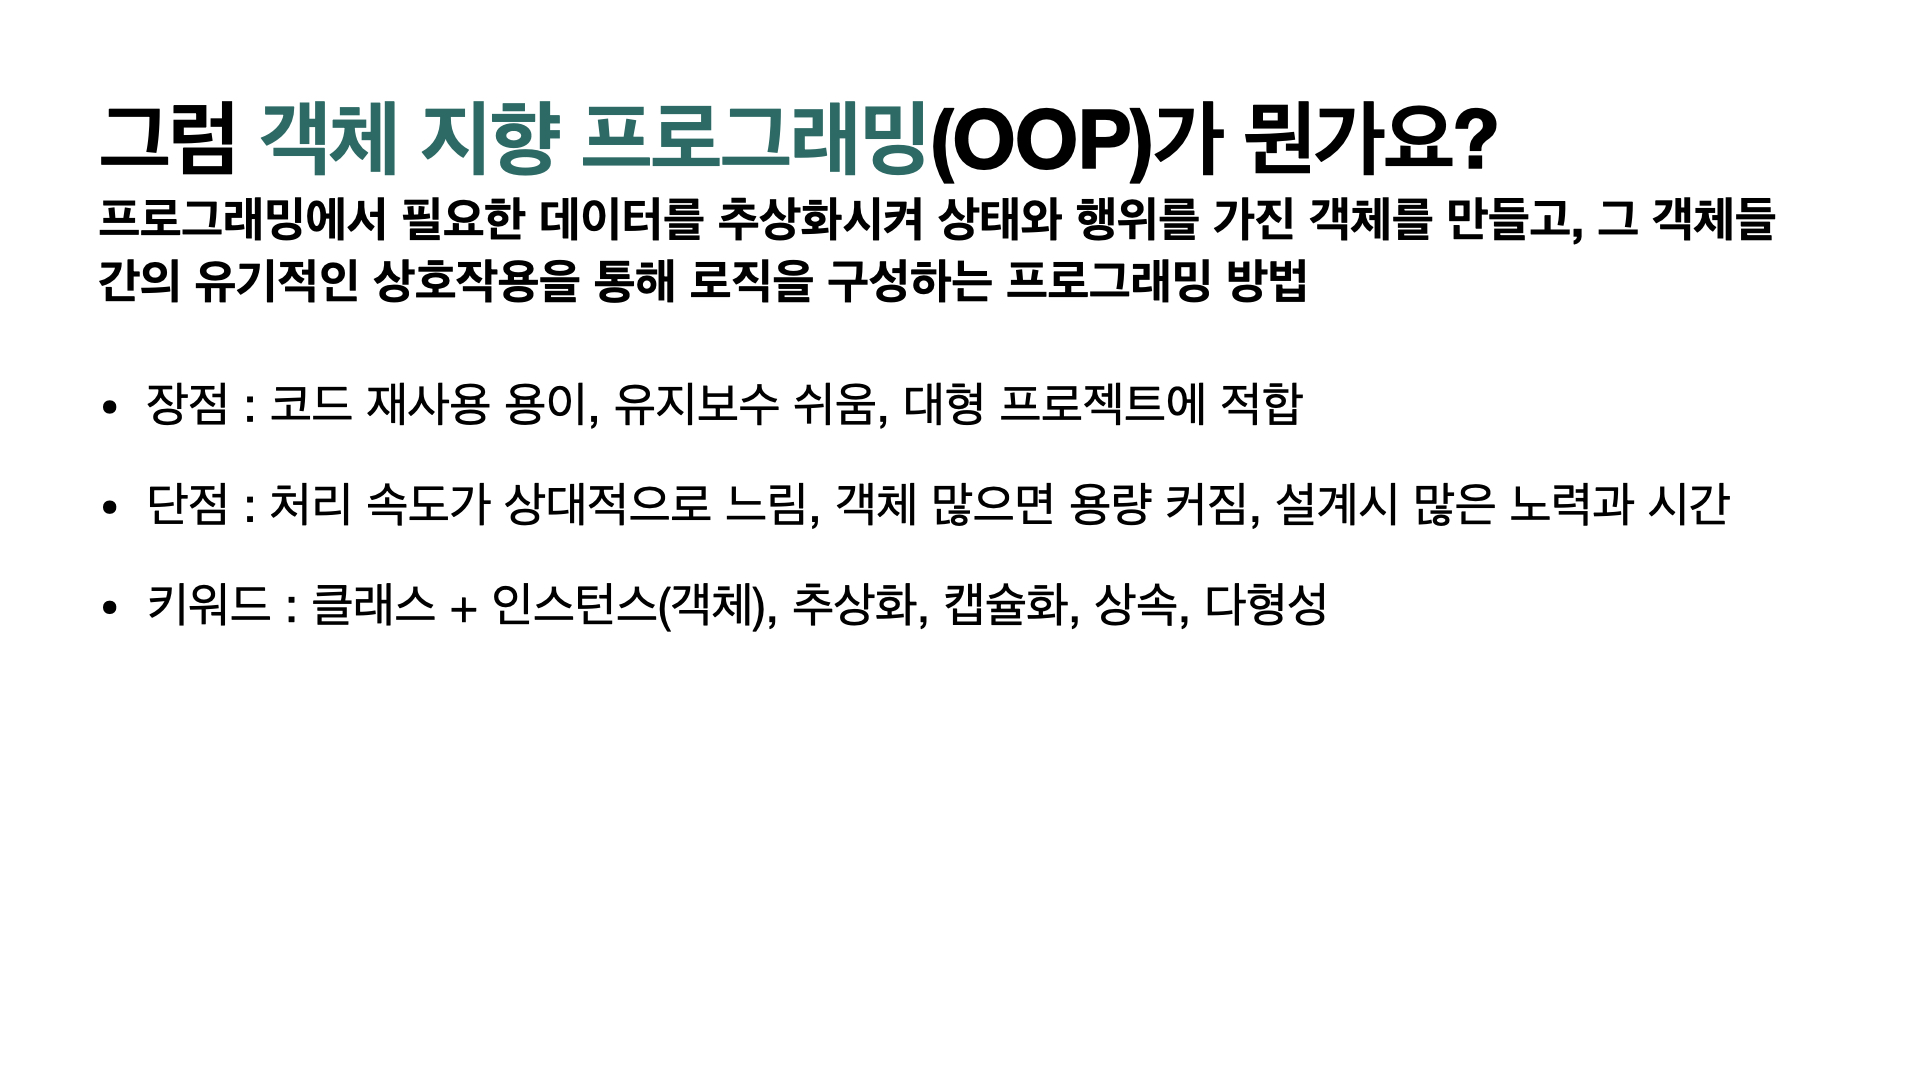 그럼 객체 지향 프로그래밍(OOP)가 뭔가요?
프로그래밍에서 필요한 데이터를 추상화시켜 상태와 행위를 가진 객체를 만들고, 그 객체들
간의 유기적인 상호작용을 통해 로직을 구성하는 프로그래밍 방법
• 장점 : 코드 재사용 용이, 유지보수 쉬움, 대형 프로젝트에 적합
• 단점 : 처리 속도가 상대적으로 느림, 객체 많으면 용량 커짐, 설계시 많은 노력과 시간
• 키워드 : 클래스 + 인스턴스(객체), 추상화, 캡슐화, 상속, 다형성